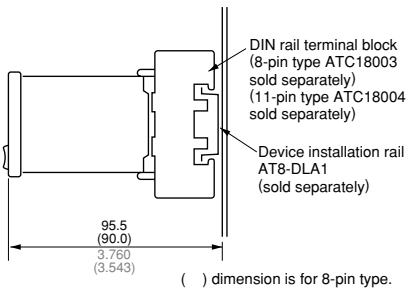 DIN rail terminal block
(8-pin type ATC18003
sold separately)
(11-pin type ATC18004
sold separately)
Device installation rail
AT8-DLA1
(sold separately)
95.5
(90.0)
3.760
(3.543)
( ) dimension is for 8-pin type.